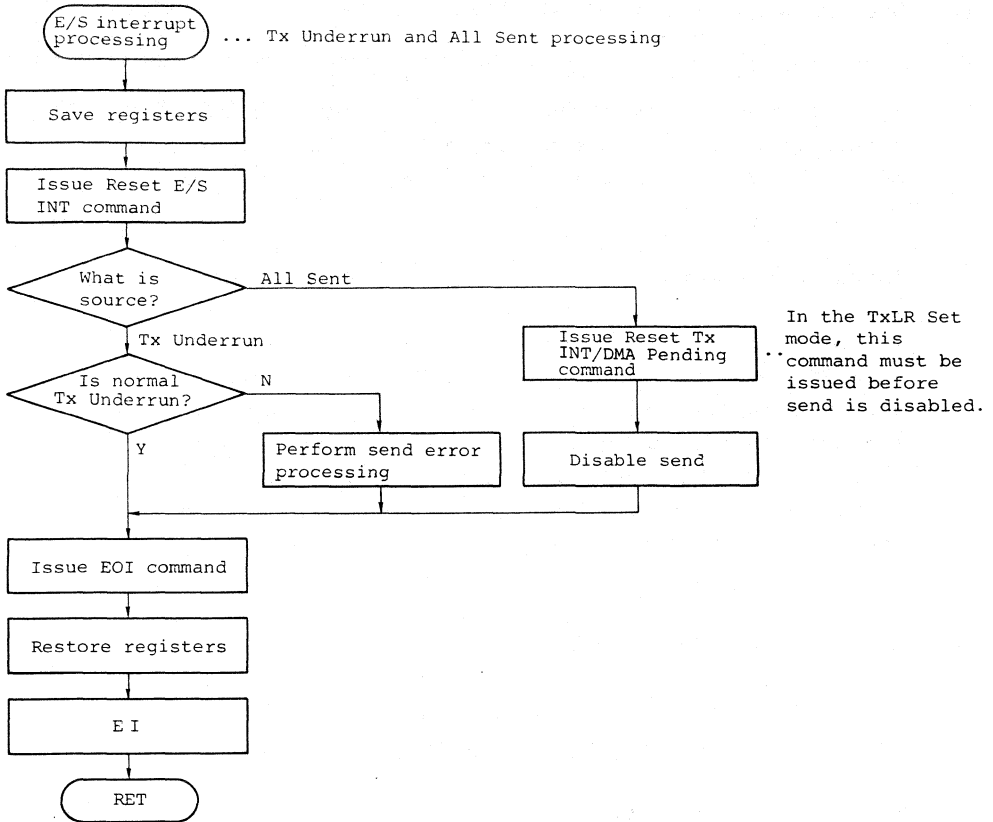 E/S interrupt
processing
... Tx Underrun and All Sent processing
Save registers
Issue Reset E/S
INT command
What is
source?
All Sent
Tx Underrun
Issue Reset Tx
INT/DMA Pending
command
.. In the TxLR Set
mode, this
command must be
issued before
send is disabled.
Is normal
Tx Underrun?
N
Y
Perform send error
processing
Disable send
Issue EOI command
Restore registers
EI
RET